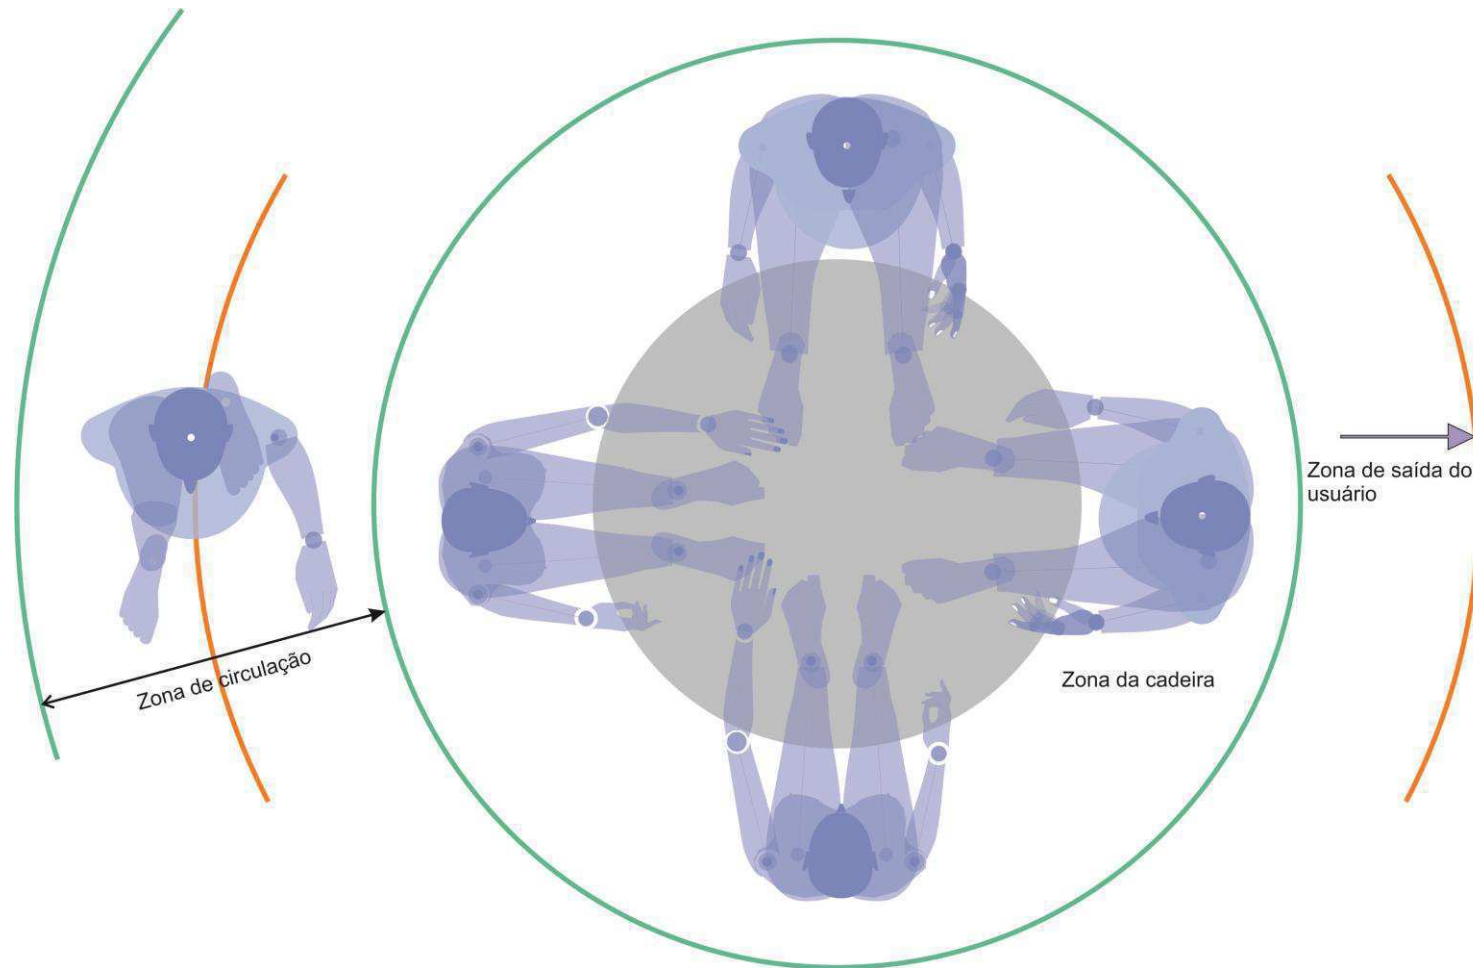 Zona de saída do
usuário
Zona de circulação
Zona da cadeira